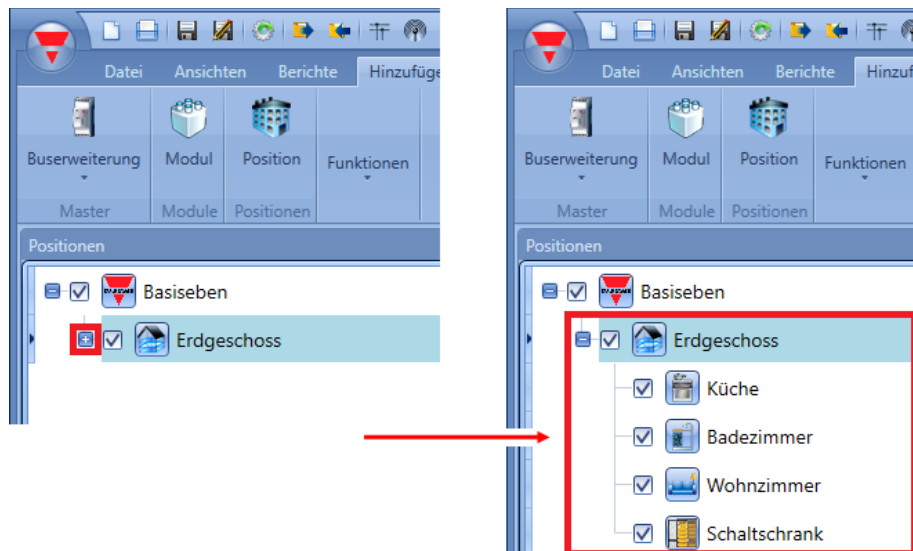 Datei Ansichten Berichte Hinzufüge
Buserweiterung Modul Position Funktionen
Master Module Positionen
Positionen
Basiseben
Erdgeschoss
Datei Ansichten Berichte Hinzuf
Buserweiterung Modul Position Funktionen
Master Module Positionen
Positionen
Basiseben
Erdgeschoss
Küche
Badezimmer
Wohnzimmer
Schaltschrank